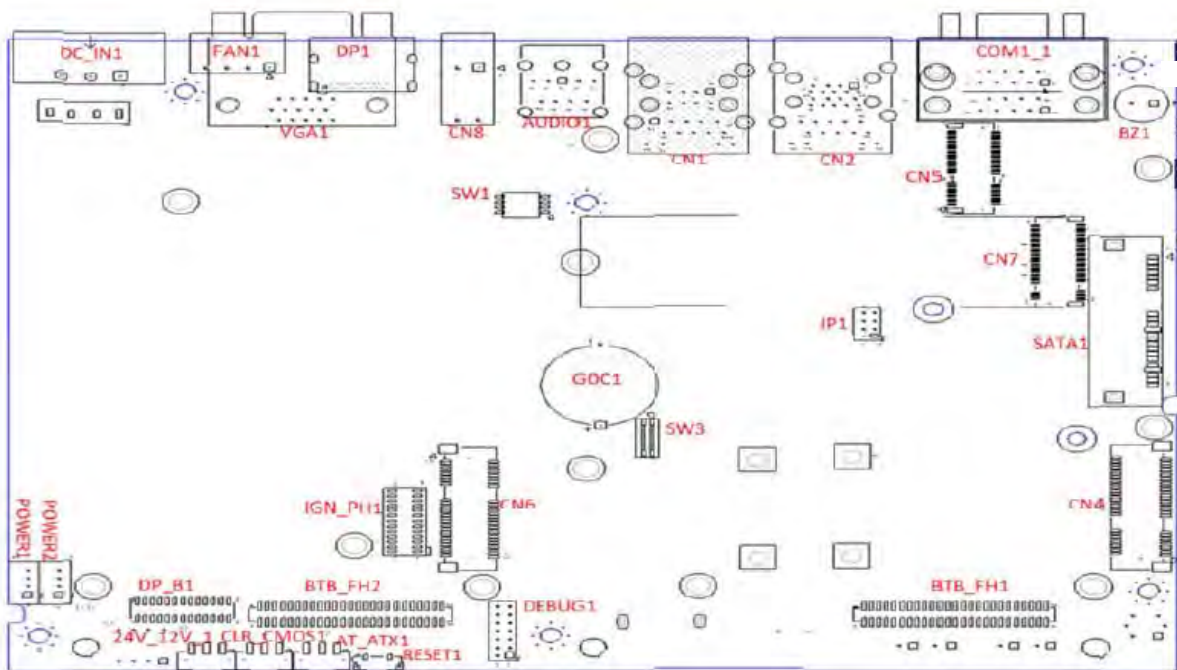 DC_IN1
FAN1
DP1
COM1_1
VGA1
CN8
AUDIO1
CN1
CN2
BZ1
CN5
SW1
CN7
JP1
SATA1
GOC1
SW3
IGN_PH1
CN6
CN4
POWER1
POWER2
DP_B1
BTB_FH2
DEBUG1
BTB_FH1
24V_12V_1 CLR_CMOS1 AT_ATX1
RESET1